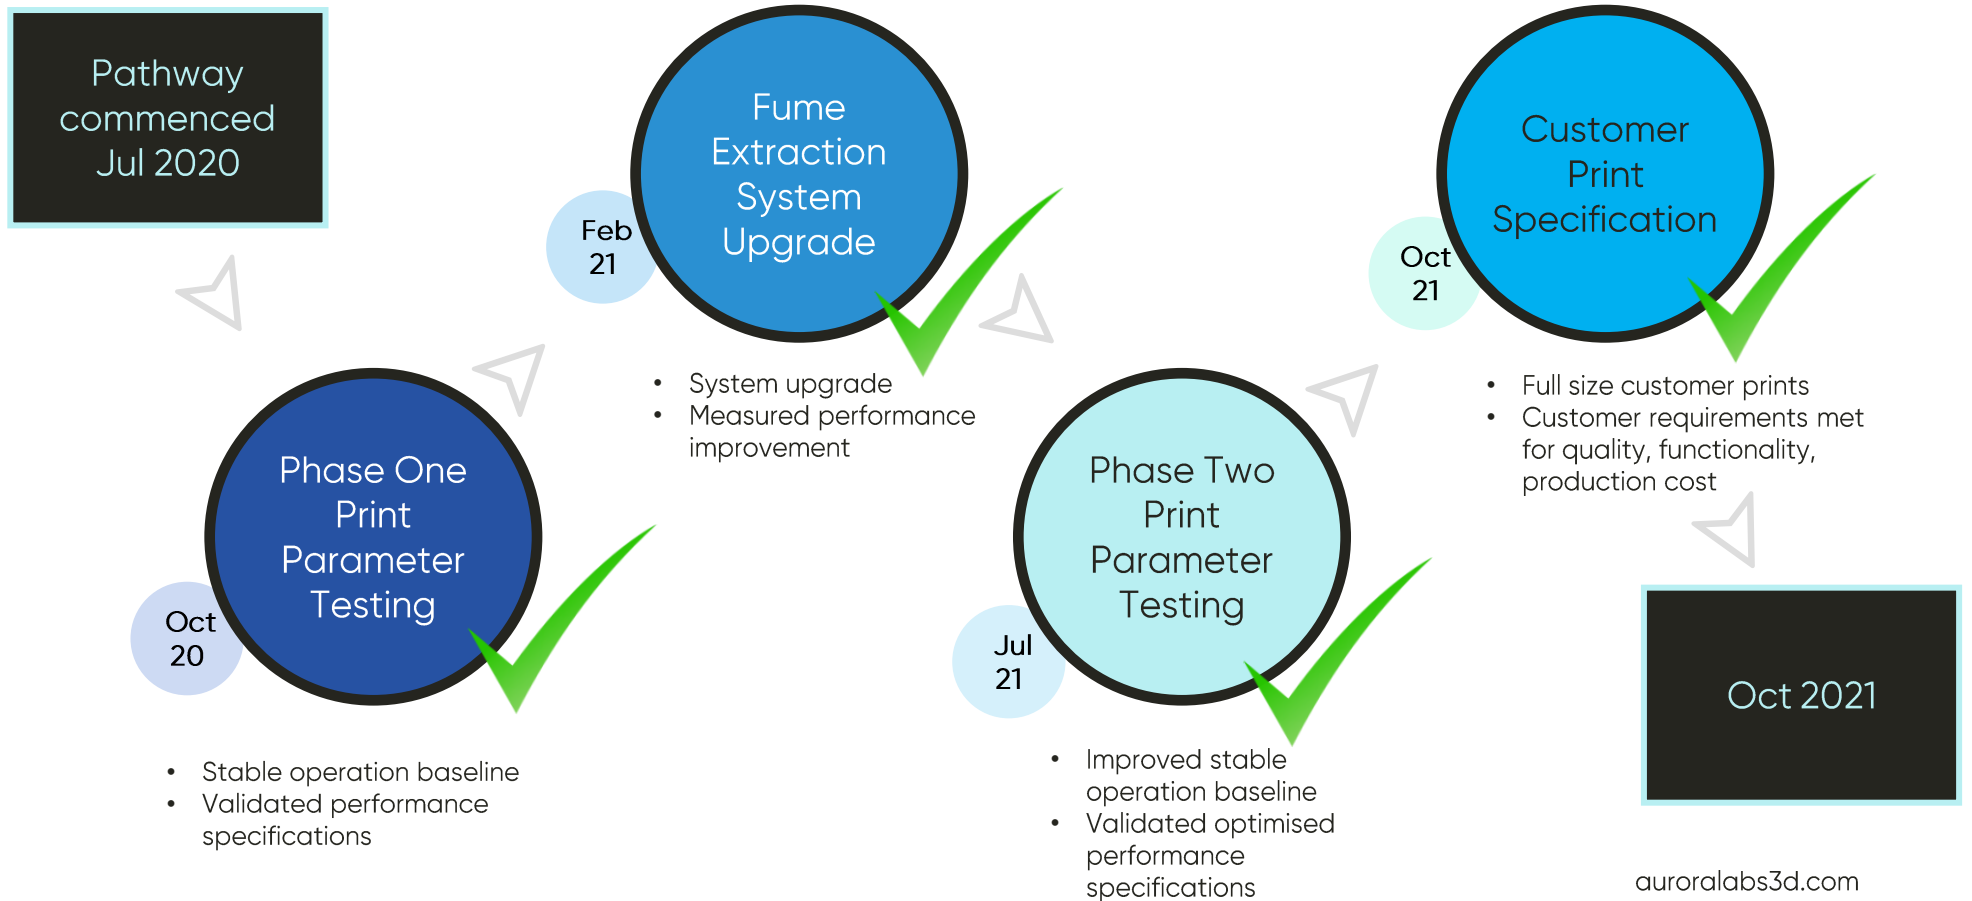 Pathway
commenced
Jul 2020
Phase One
Print
Parameter
Testing
Oct
20
• Stable operation baseline
• Validated performance
specifications
Fume
Extraction
System
Upgrade
Feb
21
• System upgrade
• Measured performance
improvement
Phase Two
Print
Parameter
Testing
Jul
21
• Improved stable
operation baseline
• Validated optimised
performance
specifications
Customer
Print
Specification
Oct
21
• Full size customer prints
• Customer requirements met
for quality, functionality,
production cost
Oct 2021
auroralabs3d.com